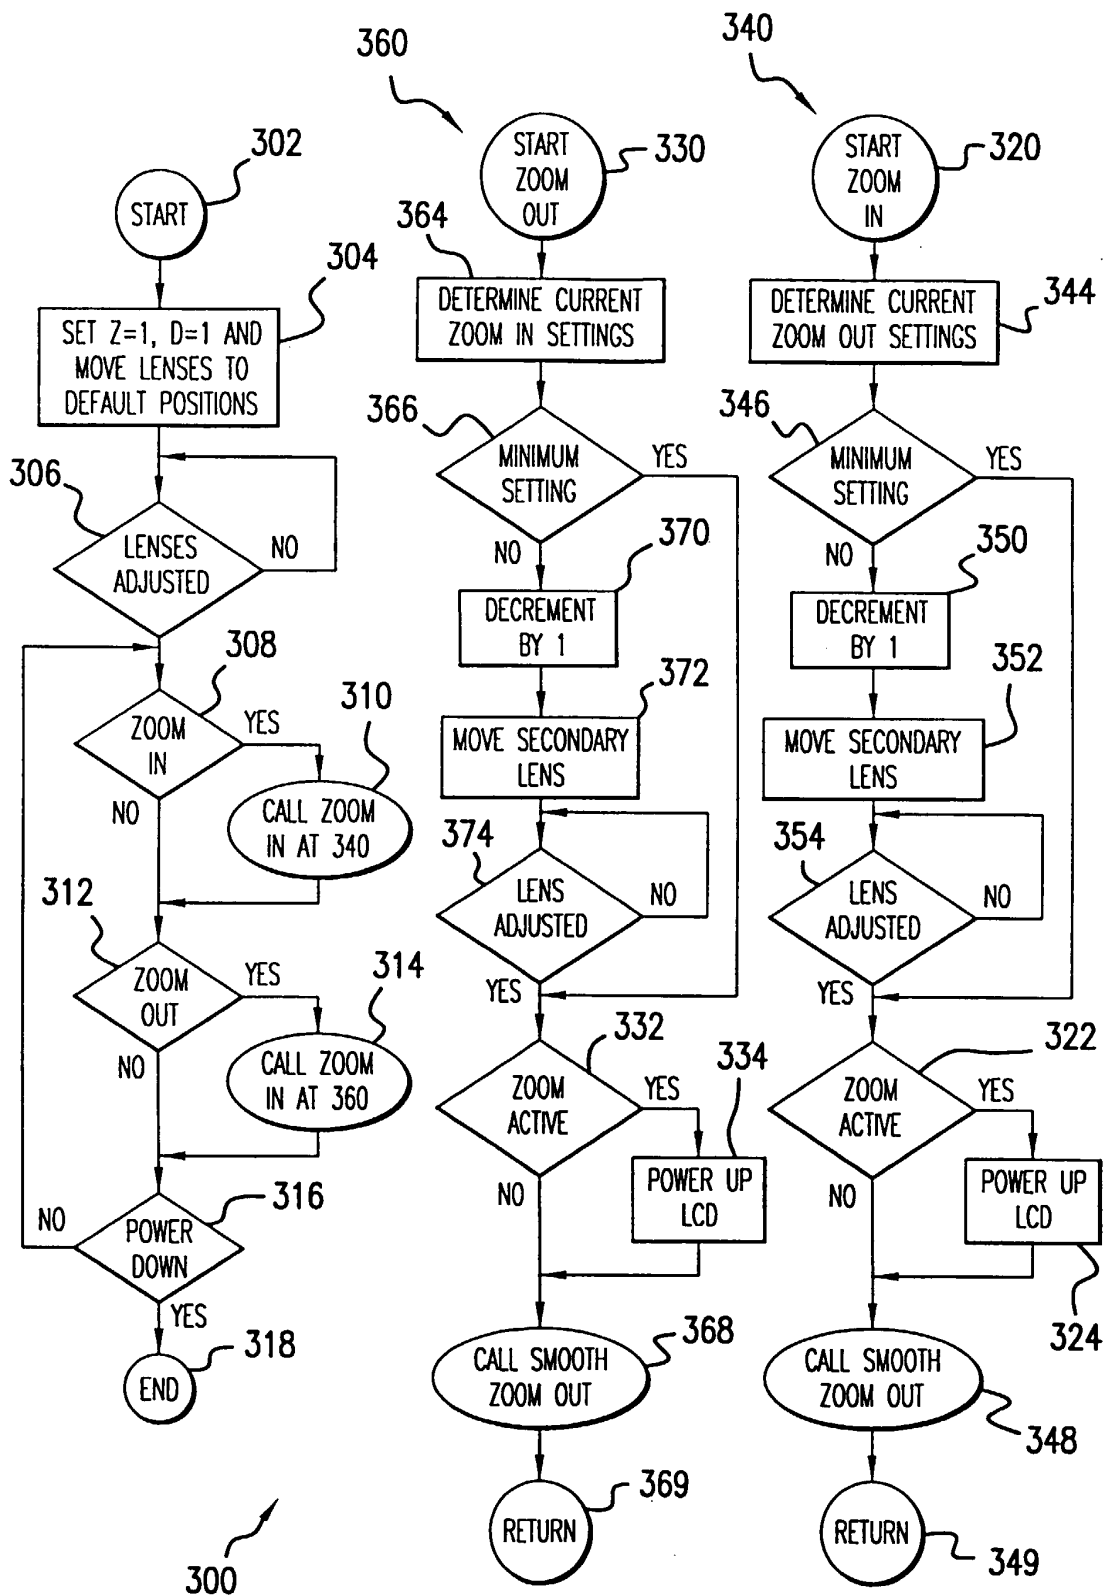 302
START
304
SET Z=1, D=1 AND
MOVE LENSES TO
DEFAULT POSITIONS
306
LENSES
ADJUSTED
NO
308
ZOOM
IN
YES
NO
310
CALL ZOOM
IN AT 340
312
ZOOM
OUT
YES
NO
314
CALL ZOOM
IN AT 360
316
POWER
DOWN
NO
YES
318
END
300
360
START
ZOOM
OUT
330
364
DETERMINE CURRENT
ZOOM IN SETTINGS
366
MINIMUM
SETTING
YES
NO
370
DECREMENT
BY 1
372
MOVE SECONDARY
LENS
374
LENS
ADJUSTED
NO
YES
332
ZOOM
ACTIVE
YES
NO
334
POWER UP
LCD
368
CALL SMOOTH
ZOOM OUT
369
RETURN
340
START
ZOOM
IN
320
DETERMINE CURRENT
ZOOM OUT SETTINGS
344
346
MINIMUM
SETTING
YES
NO
350
DECREMENT
BY 1
352
MOVE SECONDARY
LENS
354
LENS
ADJUSTED
NO
YES
322
ZOOM
ACTIVE
YES
NO
POWER UP
LCD
324
CALL SMOOTH
ZOOM OUT
348
RETURN
349